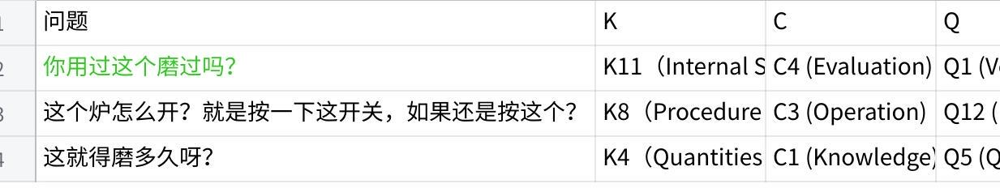 问题 K C Q
2 你用过这个磨过吗？ K11（Internal S C4 (Evaluation) Q1 (V
3 这个炉怎么开？就是按一下这开关，如果还是按这个？ K8（Procedure C3 (Operation) Q12 (
4 这就得磨多久呀？ K4（Quantities C1 (Knowledge) Q5 (Q